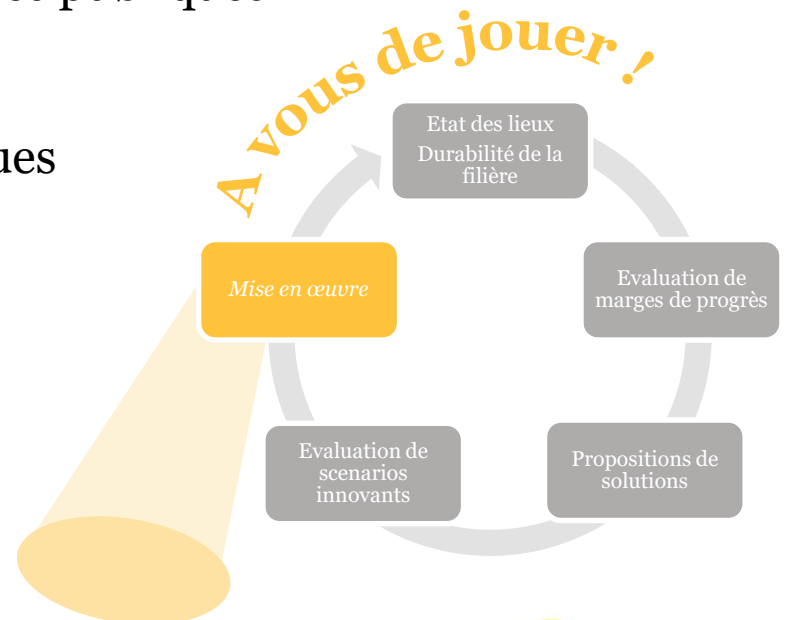 A vous de jouer !
ues
Etat des lieux
Durabilité de la
filière
Mise en œuvre
Evaluation de
marges de progrès
Evaluation de
scenarios
innovants
Propositions de
solutions